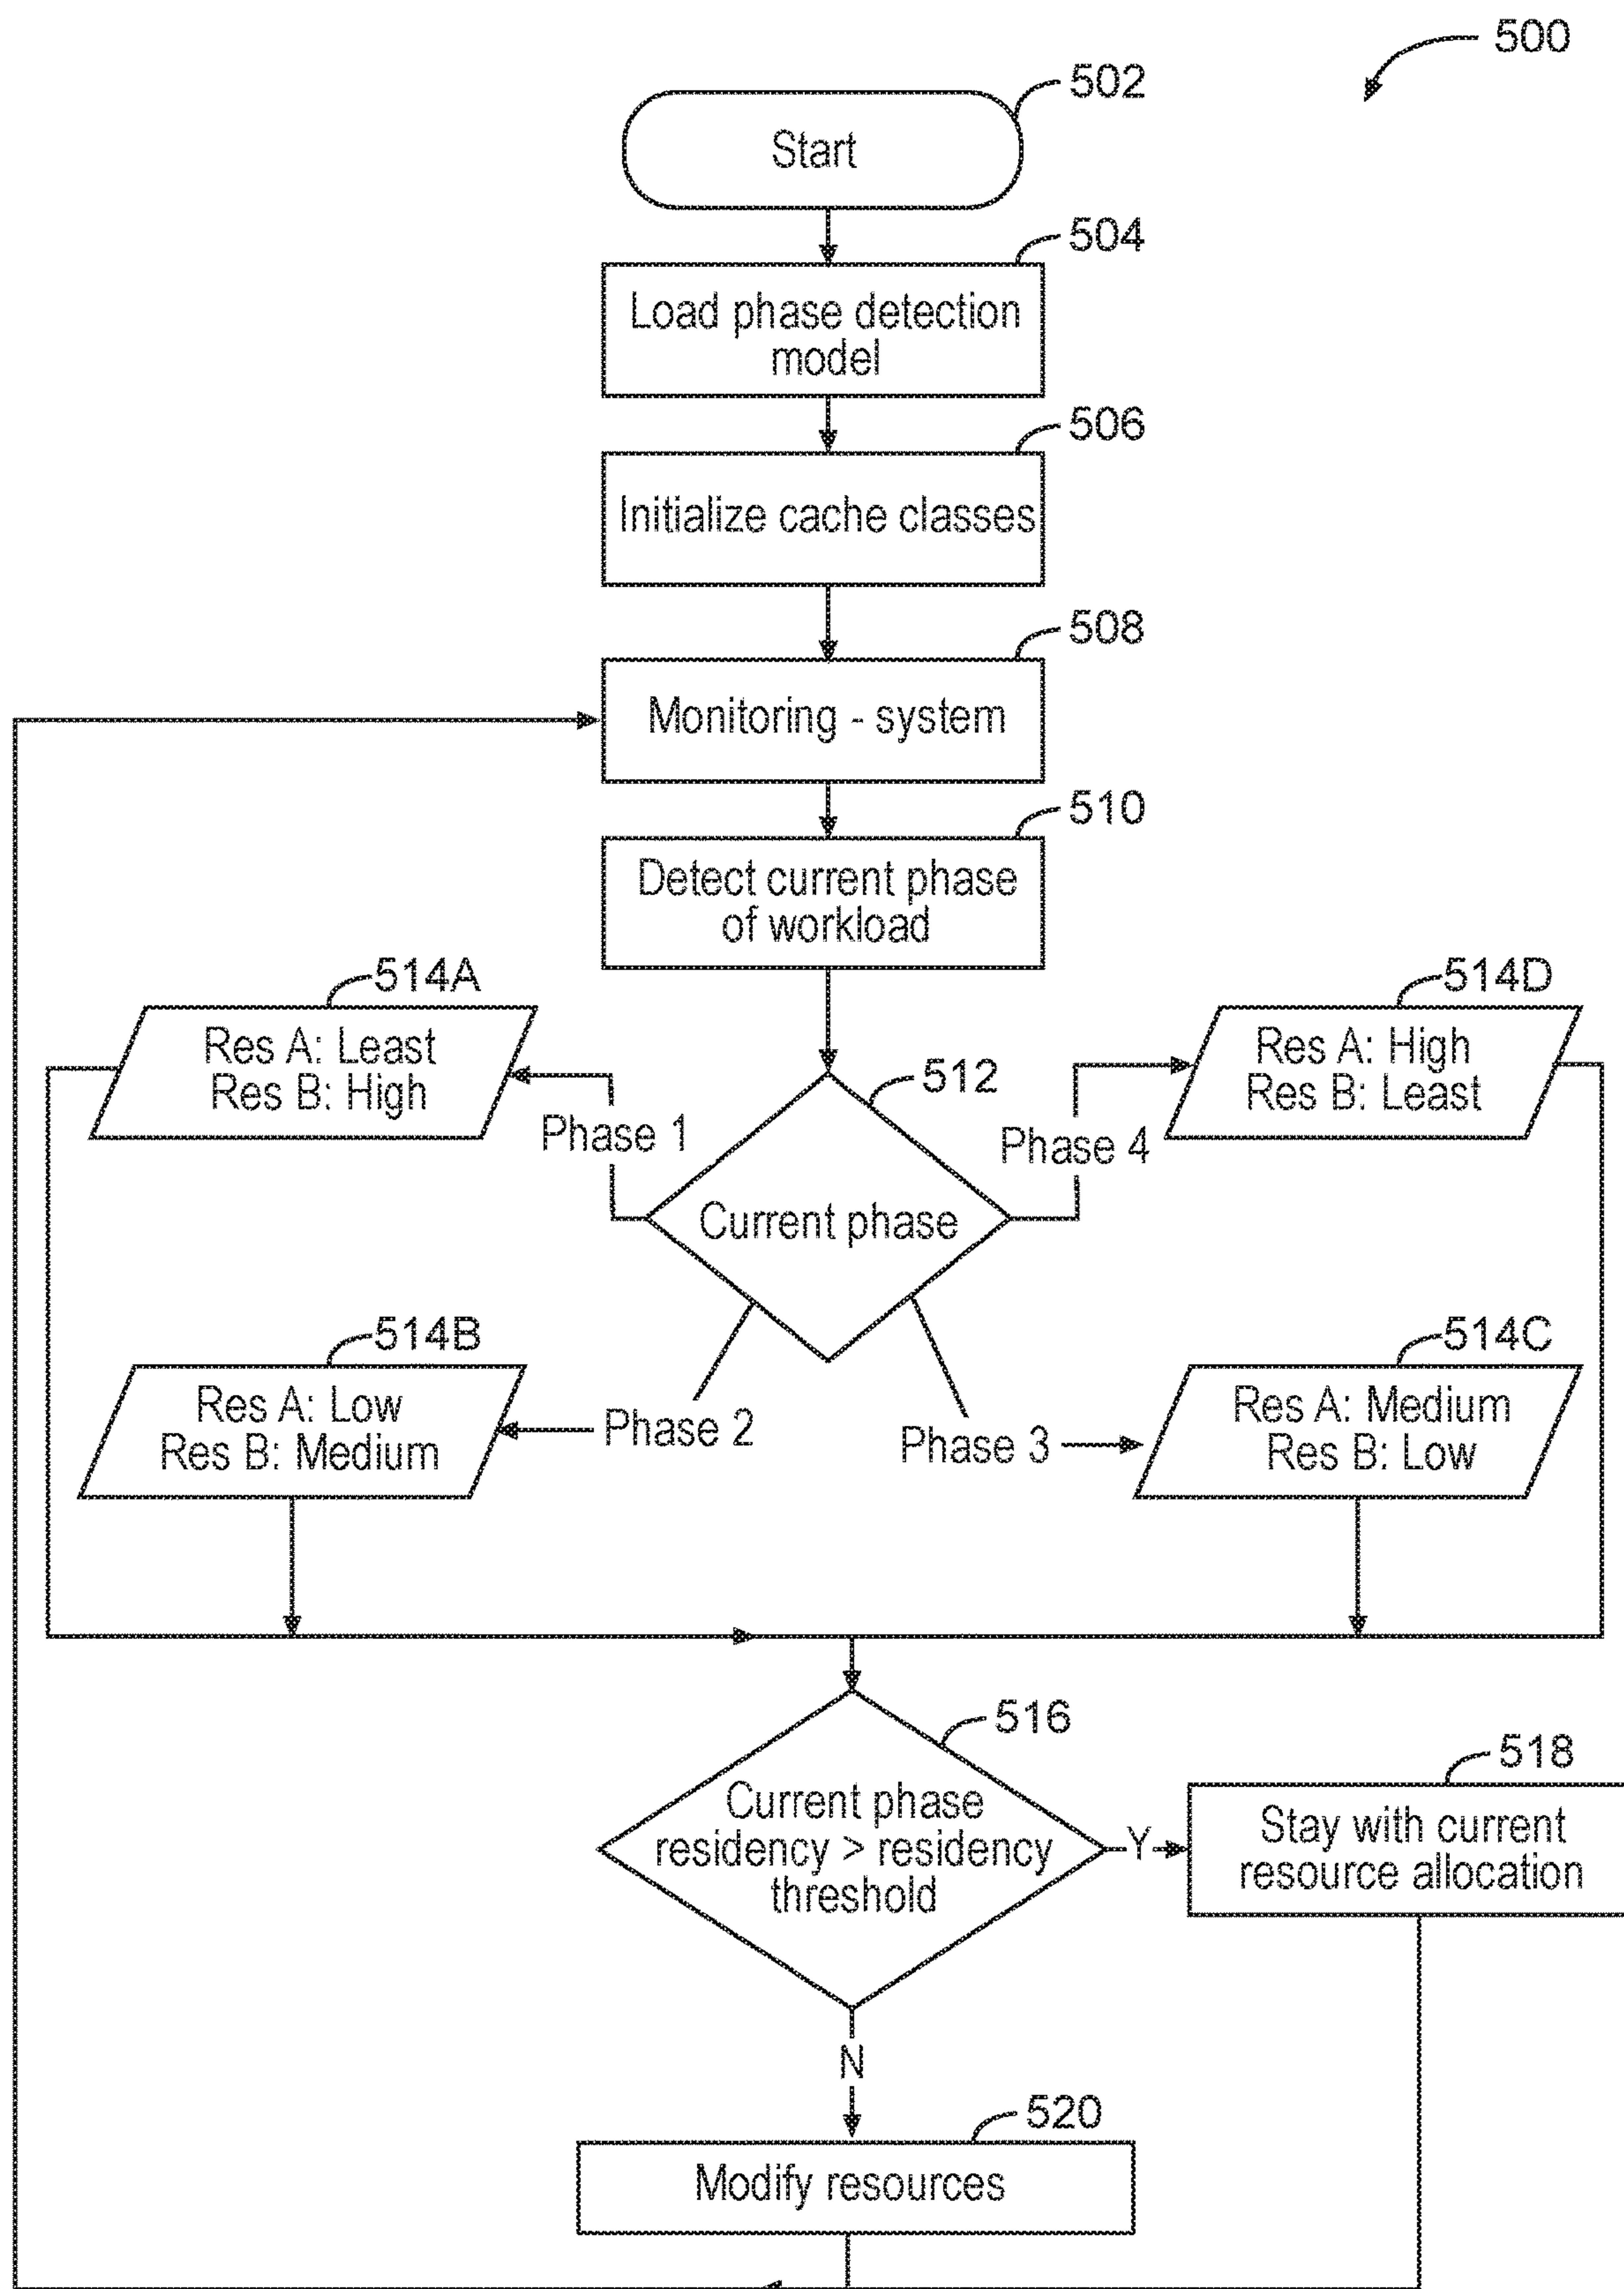 500
502
Start
504
Load phase detection
model
506
Initialize cache classes
508
Monitoring - system
510
Detect current phase
of workload
514A
Res A: Least
Res B: High
514D
Res A: High
Res B: Least
512
Phase 1
Phase 4
Current phase
514B
Res A: Low
Res B: Medium
514C
Res A: Medium
Res B: Low
Phase 2
Phase 3
516
Current phase
residency > residency
threshold
Y
518
Stay with current
resource allocation
N
520
Modify resources